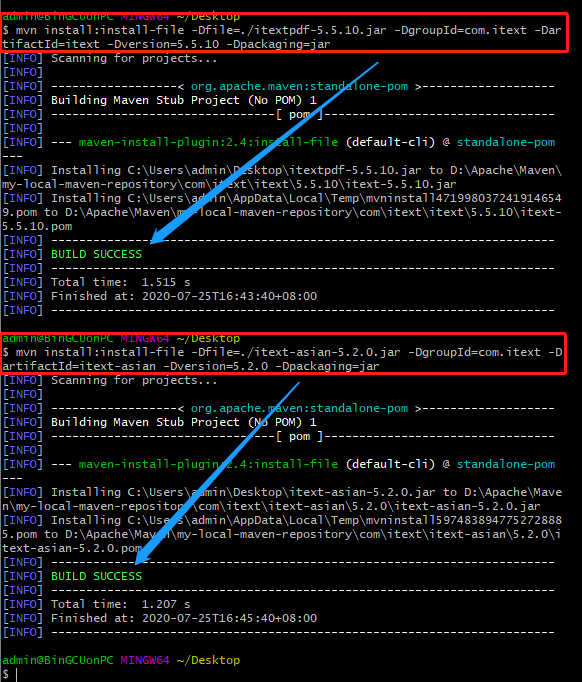 admin@BinGCUonPC MINGW64 ~/Desktop
$ mvn install:install-file -Dfile=./itextpdf-5.5.10.jar -DgroupId=com.itext -Dar
tifactId=itext -Dversion=5.5.10 -Dpackaging=jar
[INFO] Scanning for projects...
[INFO]
[INFO] ------------------< org.apache.maven:standalone-pom >-------------------
[INFO] Building Maven Stub Project (No POM) 1
[INFO] --------------------------------[ pom ]---------------------------------
[INFO]
[INFO] --- maven-install-plugin:2.4:install-file (default-cli) @ standalone-pom
---
[INFO] Installing C:\Users\admin\Desktop\itextpdf-5.5.10.jar to D:\Apache\Maven\
my-local-maven-repository\com\itext\itext\5.5.10\itext-5.5.10.jar
[INFO] Installing C:\Users\admin\AppData\Local\Temp\mvninstall471998037241914654
9.pom to D:\Apache\Maven\my-local-maven-repository\com\itext\itext\5.5.10\itext-
5.5.10.pom
[INFO] ------------------------------------------------------------------------
[INFO] BUILD SUCCESS
[INFO] ------------------------------------------------------------------------
[INFO] Total time:  1.515 s
[INFO] Finished at: 2020-07-25T16:43:40+08:00
[INFO] ------------------------------------------------------------------------
admin@BinGCUonPC MINGW64 ~/Desktop
$ mvn install:install-file -Dfile=./itext-asian-5.2.0.jar -DgroupId=com.itext -D
artifactId=itext-asian -Dversion=5.2.0 -Dpackaging=jar
[INFO] Scanning for projects...
[INFO]
[INFO] ------------------< org.apache.maven:standalone-pom >-------------------
[INFO] Building Maven Stub Project (No POM) 1
[INFO] --------------------------------[ pom ]---------------------------------
[INFO]
[INFO] --- maven-install-plugin:2.4:install-file (default-cli) @ standalone-pom
---
[INFO] Installing C:\Users\admin\Desktop\itext-asian-5.2.0.jar to D:\Apache\Mave
n\my-local-maven-repository\com\itext\itext-asian\5.2.0\itext-asian-5.2.0.jar
[INFO] Installing C:\Users\admin\AppData\Local\Temp\mvninstall597483894775272888
5.pom to D:\Apache\Maven\my-local-maven-repository\com\itext\itext-asian\5.2.0\i
text-asian-5.2.0.pom
[INFO] ------------------------------------------------------------------------
[INFO] BUILD SUCCESS
[INFO] ------------------------------------------------------------------------
[INFO] Total time:  1.207 s
[INFO] Finished at: 2020-07-25T16:45:40+08:00
[INFO] ------------------------------------------------------------------------
admin@BinGCUonPC MINGW64 ~/Desktop
$